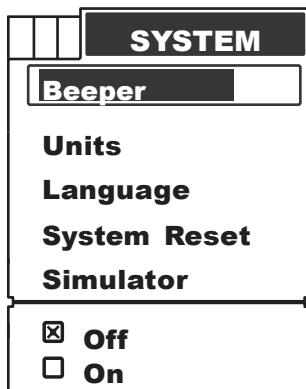 SYSTEM
Beeper
Units
Language
System Reset
Simulator
Off
On